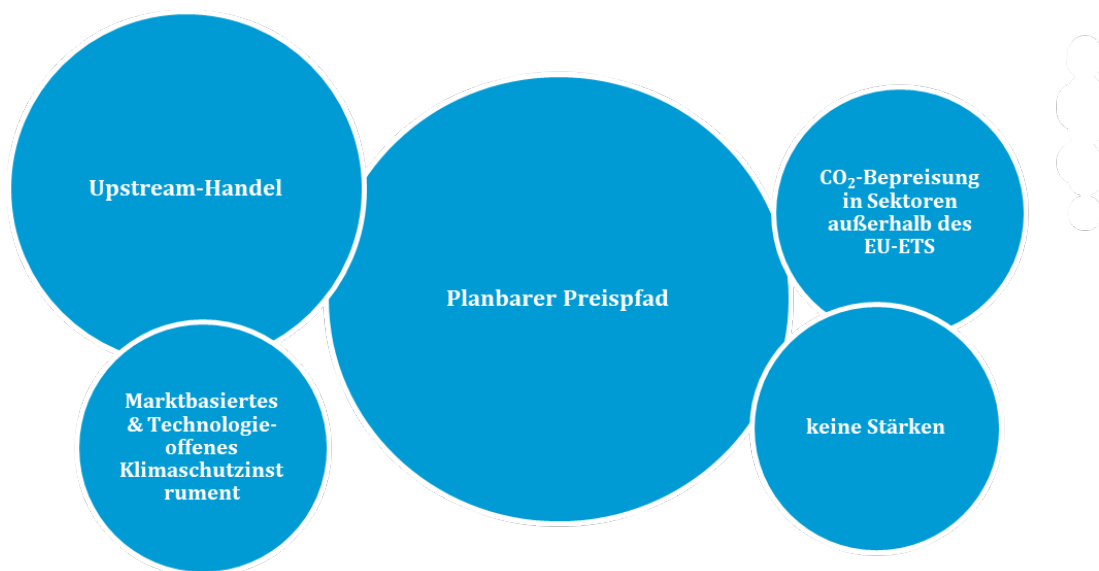 Upstream-Handel
Marktbasiertes
& Technologie-
offenes
Klimaschutzinst
rument
Planbarer Preispfad
CO₂-Bepreisung
in Sektoren
außerhalb des
EU-ETS
keine Stärken